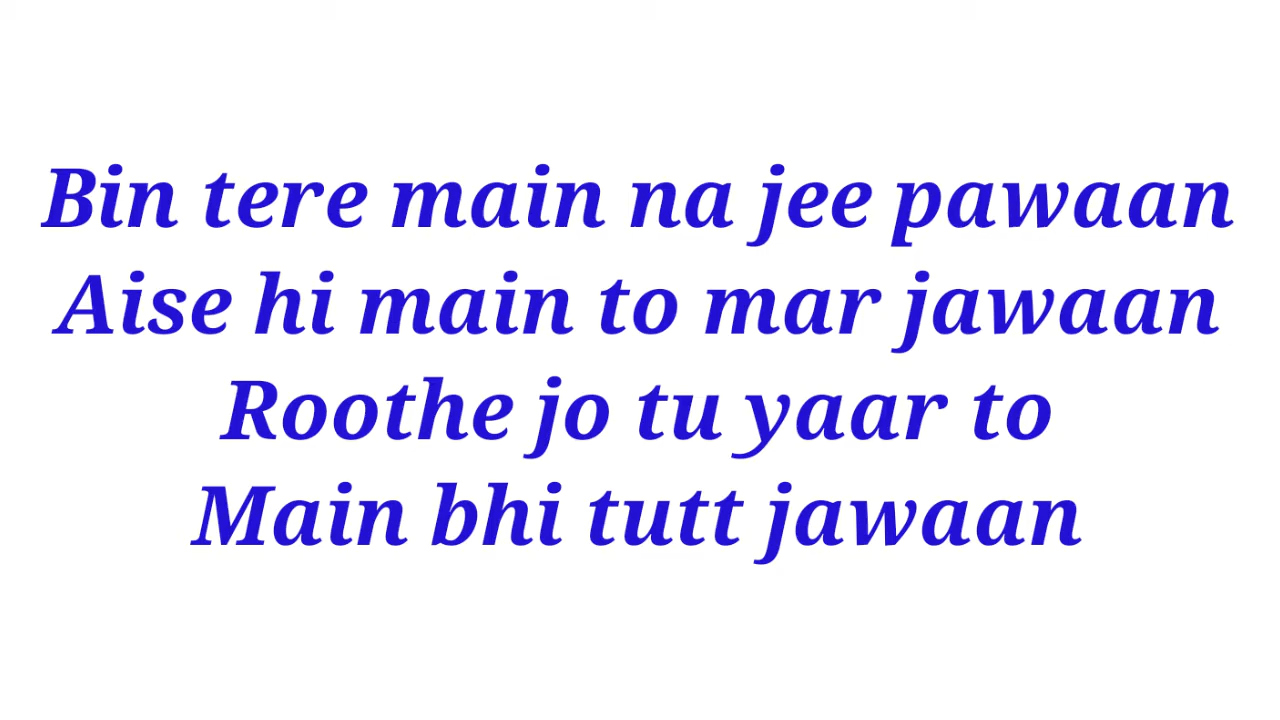 Bin tere main na jee pawaan
Aise hi main to mar jawaan
Roothe jo tu yaar to
Main bhi tutt jawaan